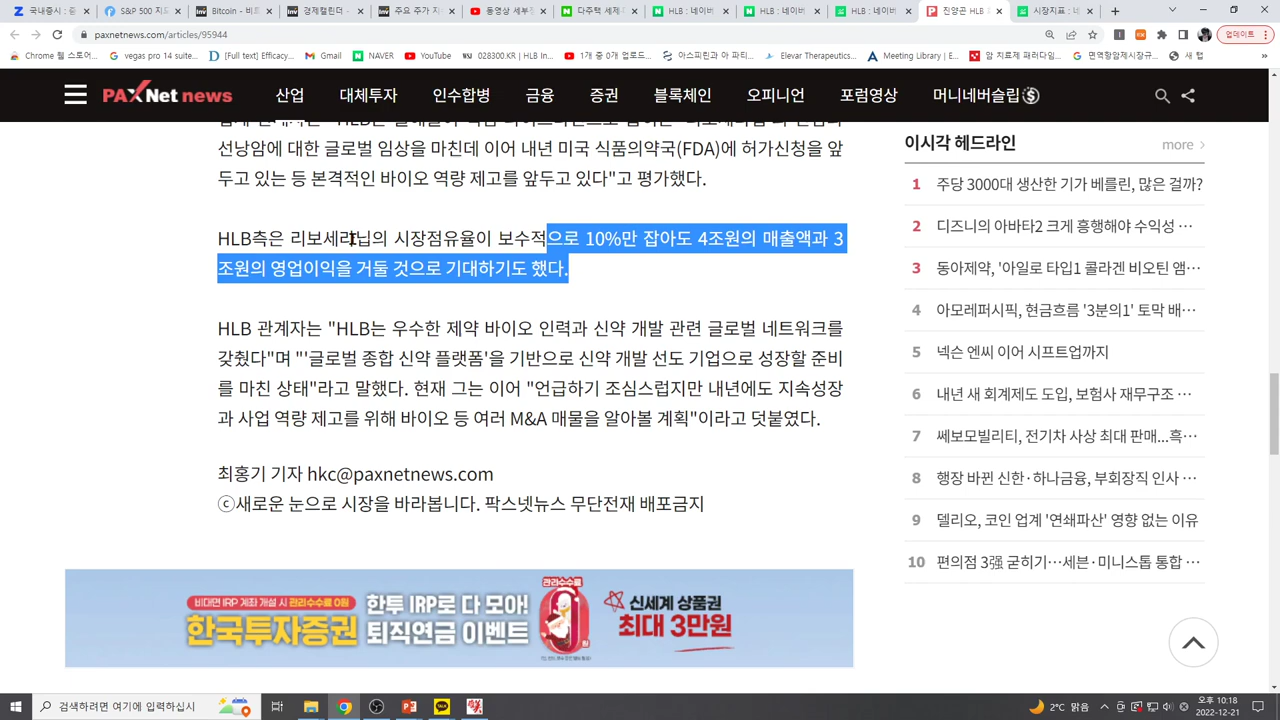 국내증시 : 증
S&P 500 지수
Bitcoin - 비트
경제캘린더 -
주요 주가 지
동영상 세부정
다주택 세제
HLB : 네이버
HLB : 네이버
HLB : 네이버
진양곤 HLB
시장지표 : 네
paxnetnews.com/articles/95944
업데이트
Chrome 웹 스토어...
vegas pro 14 suite...
[Full text] Efficacy...
Gmail
NAVER
YouTube
028300.KR | HLB In...
1개 중 0개 업로드...
아스피린과 아 파티...
Elevar Therapeutics...
Meeting Library | E...
암 치료제 패러다임...
면역항암제시장규...
새 탭
PAXNet news
산업
대체투자
인수합병
금융
증권
블록체인
오피니언
포럼영상
머니네버슬립
선낭암에 대한 글로벌 임상을 마친데 이어 내년 미국 식품의약국(FDA)에 허가신청을 앞
두고 있는 등 본격적인 바이오 역량 제고를 앞두고 있다"고 평가했다.
HLB측은 리보세라닙의 시장점유율이 보수적으로 10%만 잡아도 4조원의 매출액과 3
조원의 영업이익을 거둘 것으로 기대하기도 했다.
HLB 관계자는 "HLB는 우수한 제약 바이오 인력과 신약 개발 관련 글로벌 네트워크를
갖췄다"며 "'글로벌 종합 신약 플랫폼'을 기반으로 신약 개발 선도 기업으로 성장할 준비
를 마친 상태"라고 말했다. 현재 그는 이어 "언급하기 조심스럽지만 내년에도 지속성장
과 사업 역량 제고를 위해 바이오 등 여러 M&A 매물을 알아볼 계획"이라고 덧붙였다.
최홍기 기자 hkc@paxnetnews.com
ⓒ새로운 눈으로 시장을 바라봅니다. 팍스넷뉴스 무단전재 배포금지
이시각 헤드라인
more
1 주당 3000대 생산한 기가 베를린, 많은 걸까?
2 디즈니의 아바타2 크게 흥행해야 수익성 …
3 동아제약, '아일로 타입1 콜라겐 비오틴 앰…
4 아모레퍼시픽, 현금흐름 '3분의1' 토막 배…
5 넥슨 엔씨 이어 시프트업까지
6 내년 새 회계제도 도입, 보험사 재무구조 …
7 쎄보모빌리티, 전기차 사상 최대 판매...흑…
8 행장 바뀐 신한·하나금융, 부회장직 인사 …
9 델리오, 코인 업계 '연쇄파산' 영향 없는 이유
10 편의점 3強 굳히기…세븐·미니스톱 통합 …
비대면 IRP 계좌 개설 시 관리수수료 0원
한국투자증권
한투 IRP로 다 모아!
퇴직연금 이벤트
관리수수료
신세계 상품권
최대 3만원
검색하려면 여기에 입력하십시
2°C 맑음
오후 10:18
2022-12-21